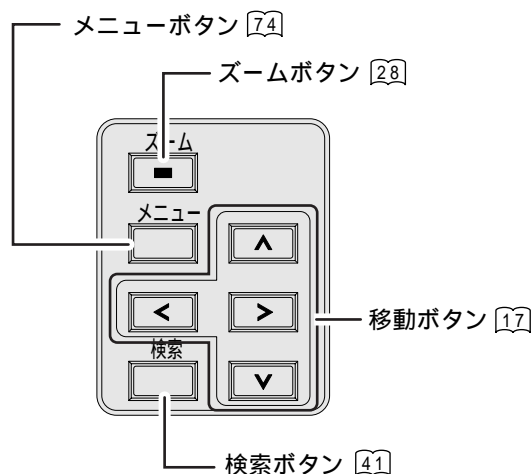 メニューボタン 74
ズームボタン 28
ズーム
メニュー
移動ボタン 17
検索
検索ボタン 41